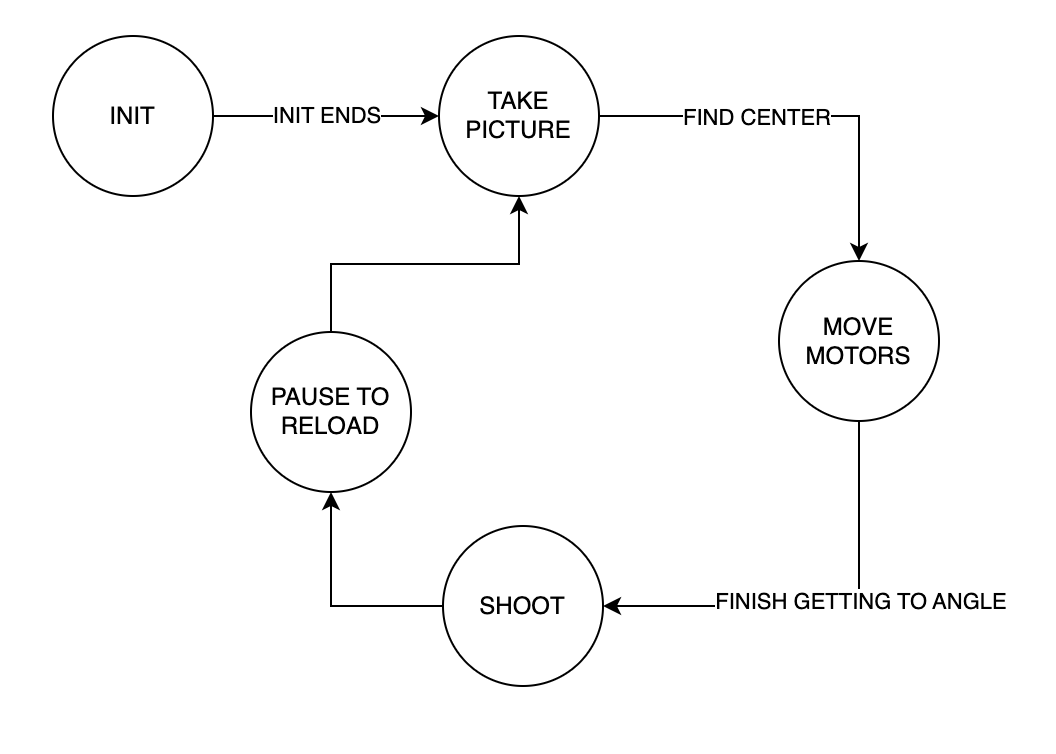 INIT
INIT ENDS
TAKE
PICTURE
FIND CENTER
MOVE
MOTORS
FINISH GETTING TO ANGLE
SHOOT
PAUSE TO
RELOAD